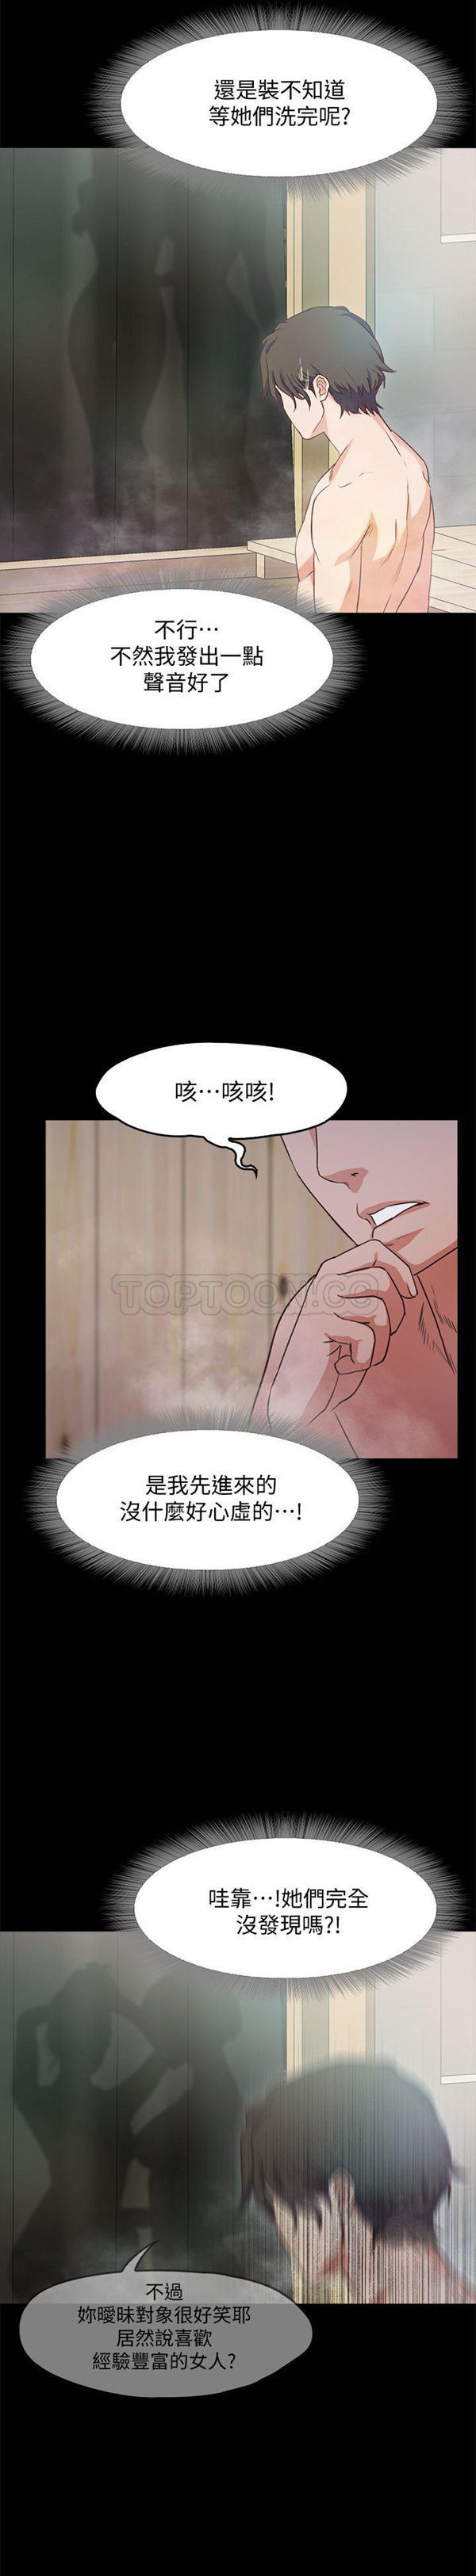 還是裝不知道
等她們洗完呢?
不行…
不然我發出一點
聲音好了
咳…咳咳!
TOPTOON.CC
是我先進來的
沒什麼好心虛的…!
哇靠…!她們完全
沒發現嗎?!
不過
妳曖昧對象很好笑耶
居然說喜歡
經驗豐富的女人?